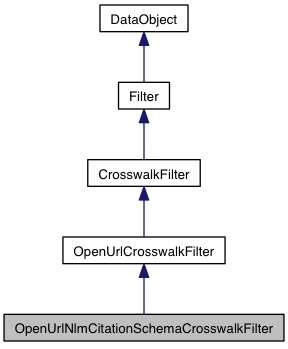 DataObject
Filter
CrosswalkFilter
OpenUrlCrosswalkFilter
OpenUrlNlmCitationSchemaCrosswalkFilter